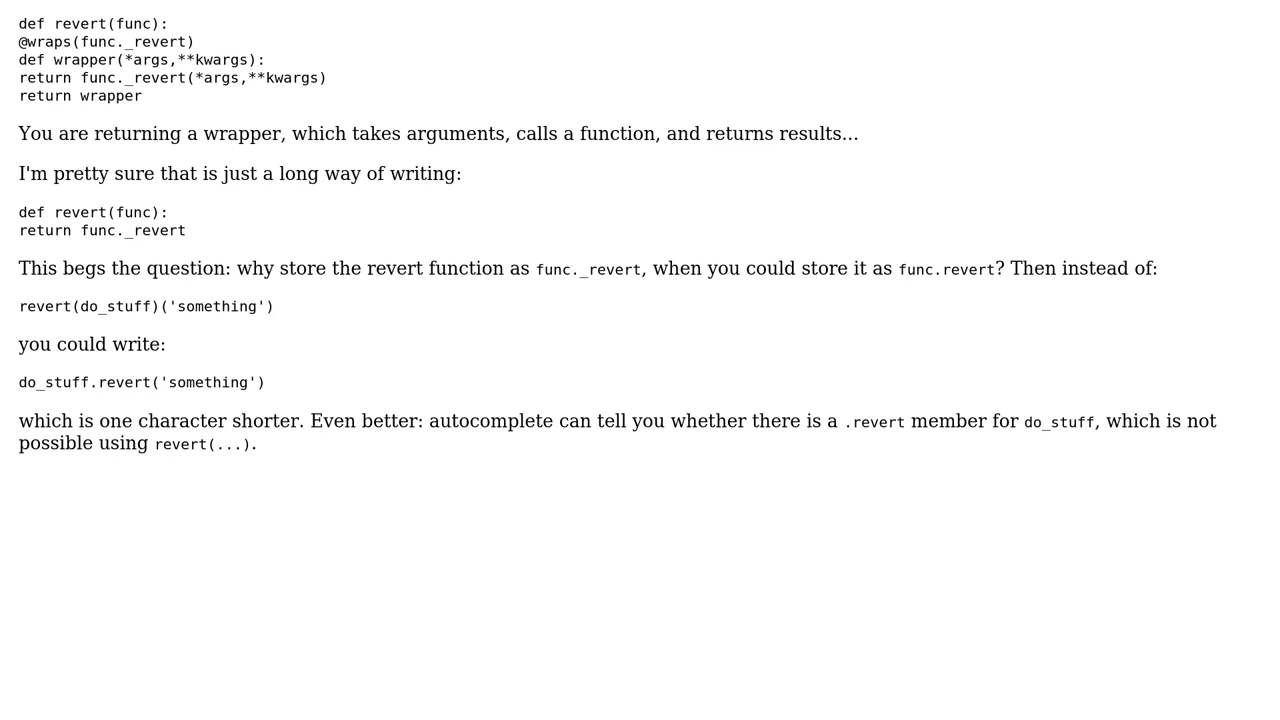 def revert(func):
@wraps(func._revert)
def wrapper(*args,**kwargs):
return func._revert(*args,**kwargs)
return wrapper
You are returning a wrapper, which takes arguments, calls a function, and returns results...
I'm pretty sure that is just a long way of writing:
def revert(func):
return func._revert
This begs the question: why store the revert function as func._revert, when you could store it as func.revert? Then instead of:
revert(do_stuff)('something')
you could write:
do_stuff.revert('something')
which is one character shorter. Even better: autocomplete can tell you whether there is a .revert member for do_stuff, which is not
possible using revert(...).